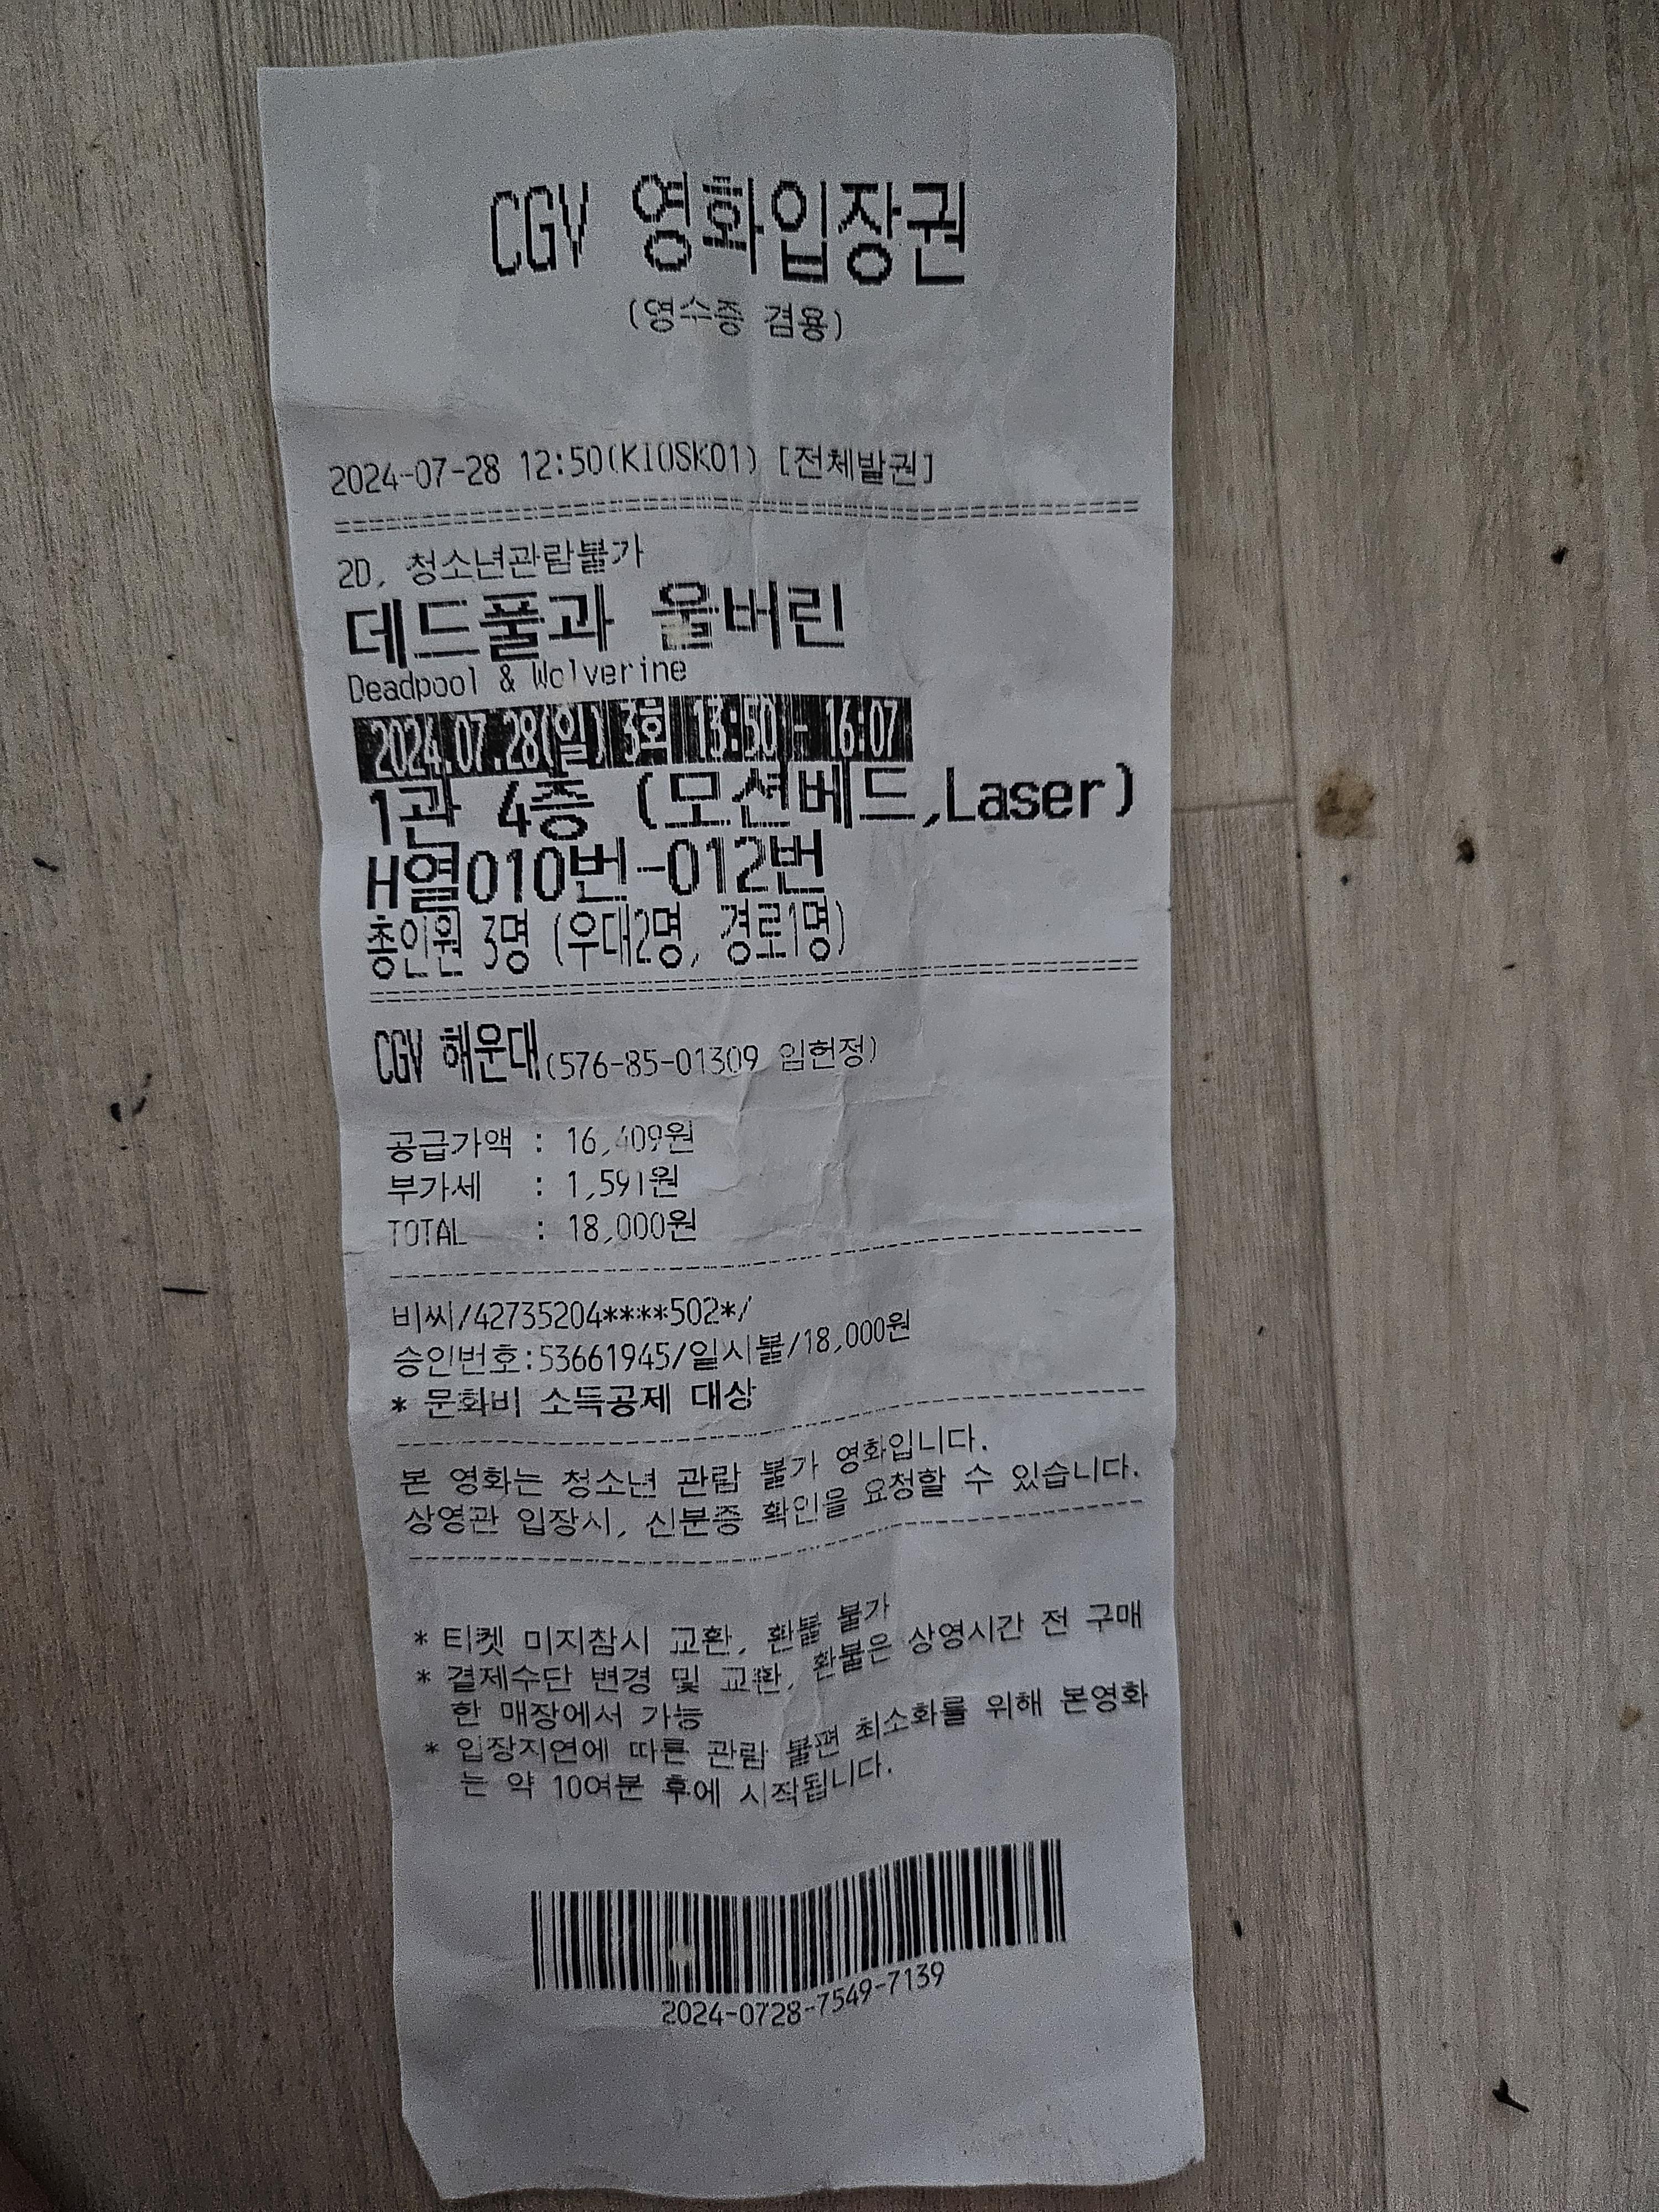 CGV 영화입장권
(영수증 겸용)
2024-07-28 12:50(KIOSK01) [전체발권]
2D, 청소년관람불가
데드풀과 울버린
Deadpool & Wolverine
2024.07.28(일) 3회 13:50 - 16:07
1관 4층 (모션베드,Laser)
H열010번-012번
총인원 3명 (우대2명, 경로1명)
CGV 해운대(576-85-01309 임헌정)
공급가액 : 16,409원
부가세 : 1,591원
TOTAL : 18,000원
비씨/42735204****502*/
승인번호:53661945/일시불/18,000원
* 문화비 소득공제 대상
본 영화는 청소년 관람 불가 영화입니다.
상영관 입장시, 신분증 확인을 요청할 수 있습니다.
* 티켓 미지참시 교환, 환불 불가
* 결제수단 변경 및 교환, 환불은 상영시간 전 구매
한 매장에서 가능
* 입장지연에 따른 관람 불편 최소화를 위해 본영화
는 약 10여분 후에 시작됩니다.
2024-0728-7549-7139